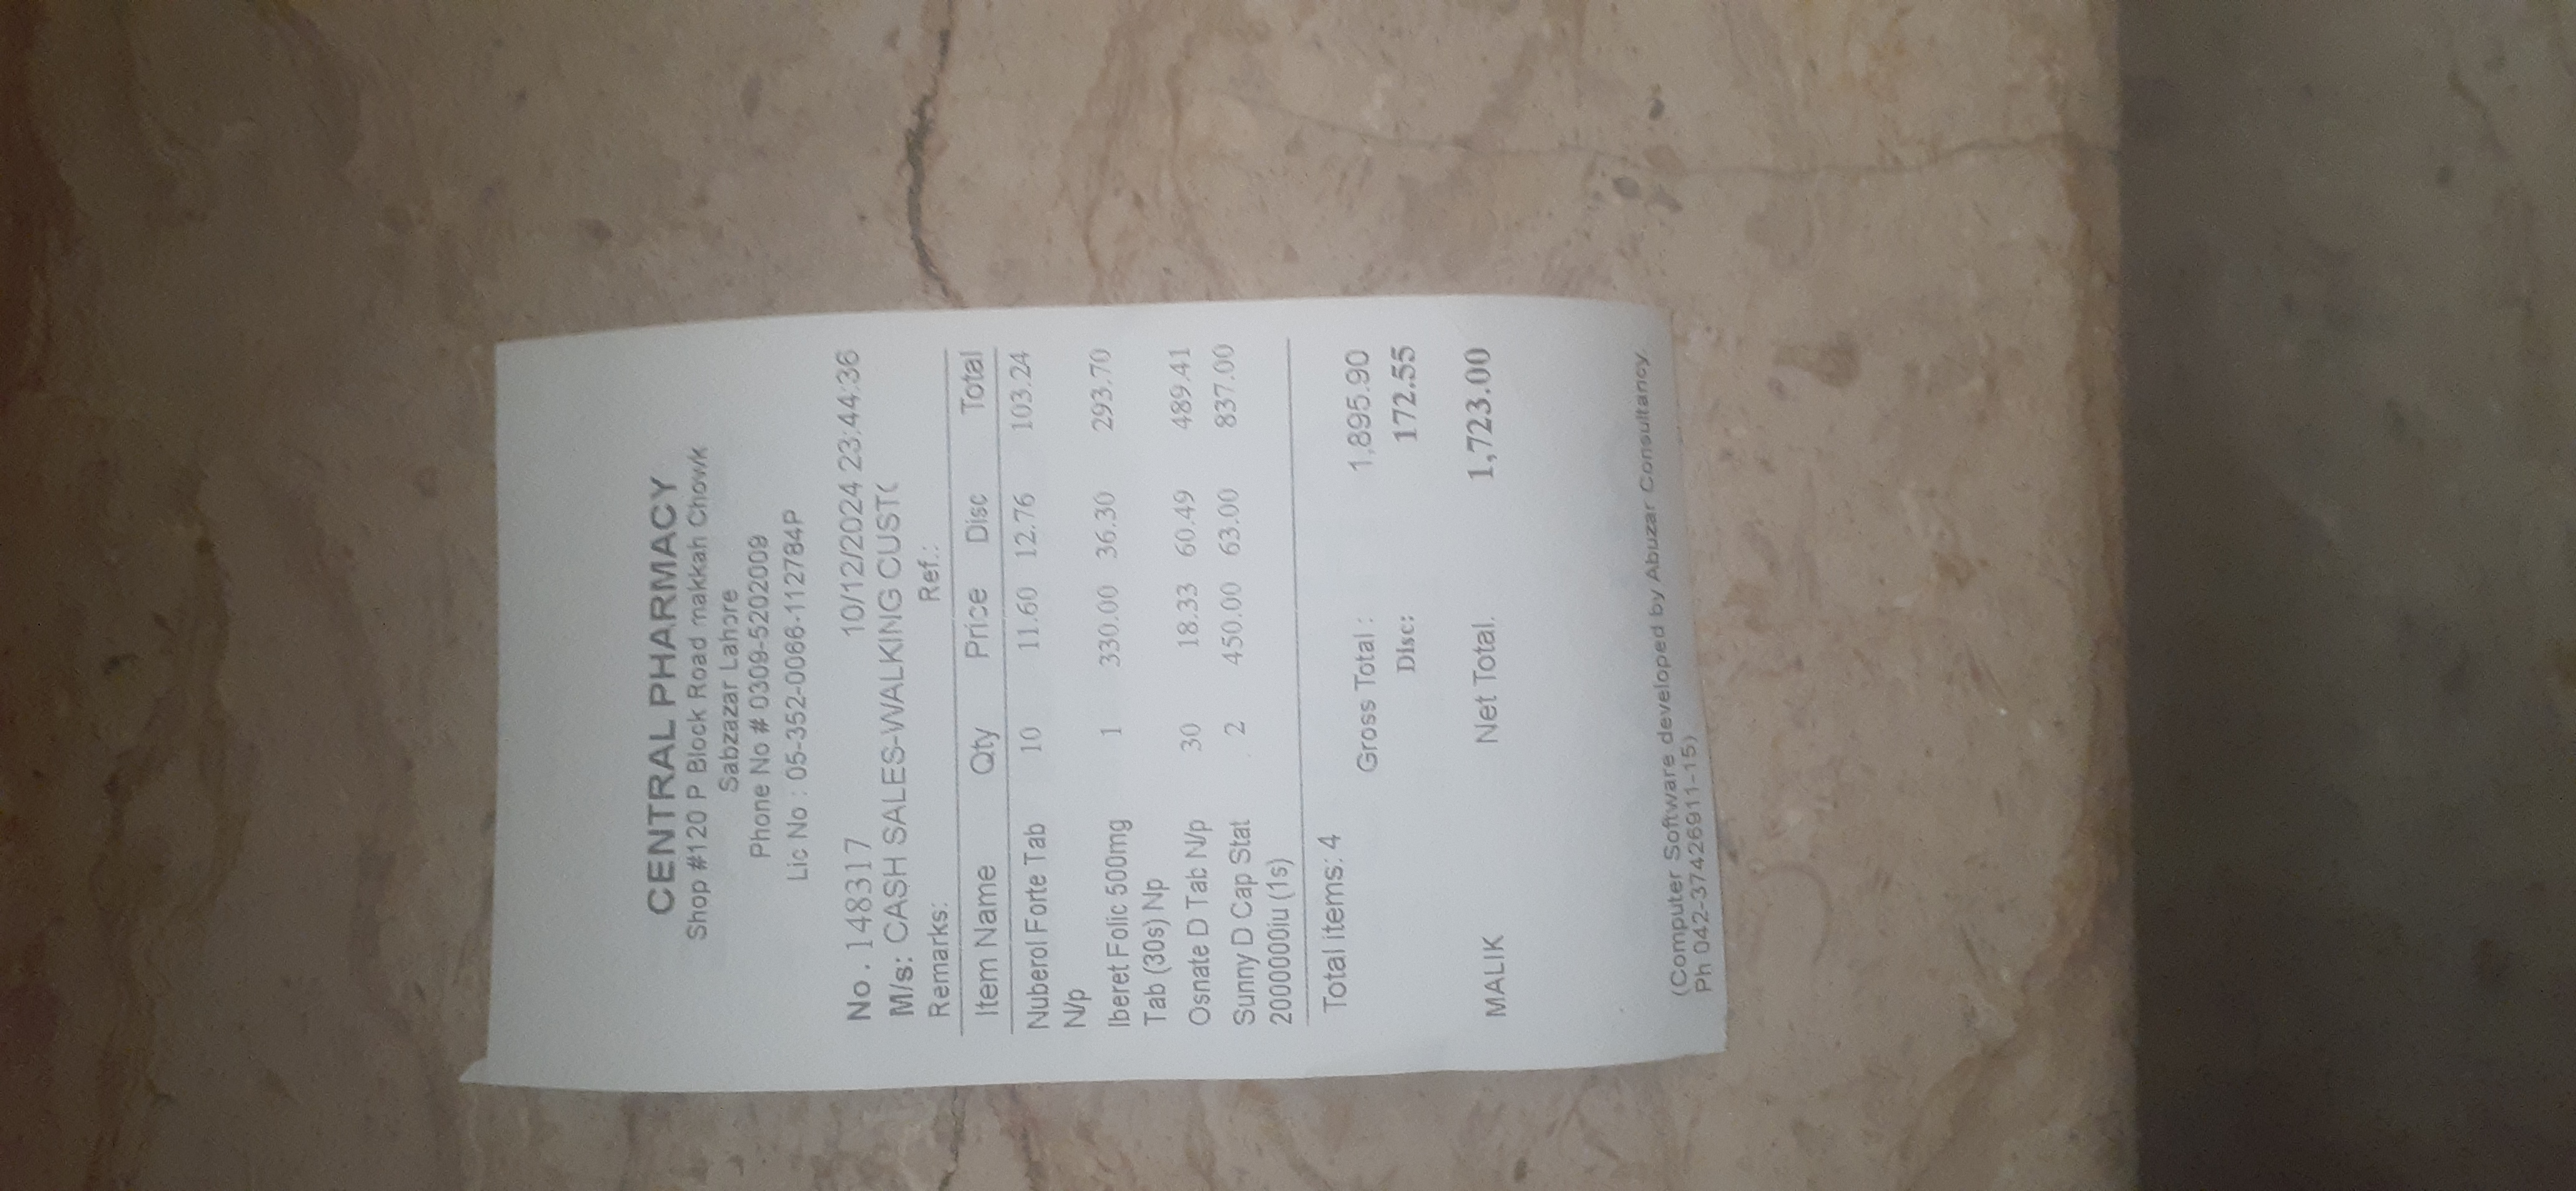 CENTRAL PHARMACY
Shop #120 P Block Road makkah Chowk
Sabzazar Lahore
Phone No # 0309-5202009
Lic No : 05-352-0066-112784P
No . 148317 10/12/2024 23:44:36
M/s: CASH SALES-WALKING CUST
Remarks: Ref.:
Item Name Qty Price Disc Total
Nuberol Forte Tab 10 11.60 12.76 103.24
N/p
Iberet Folic 500mg 1 330.00 36.30 293.70
Tab (30s) Np
Osnate D Tab N/p 30 18.33 60.49 489.41
Sunny D Cap Stat 2 450.00 63.00 837.00
2000000iu (1s)
Total items: 4
Gross Total : 1,895.90
Disc: 172.55
MALIK Net Total. 1,723.00
(Computer Software developed by Abuzar Consultancy.
Ph 042-37426911-15)